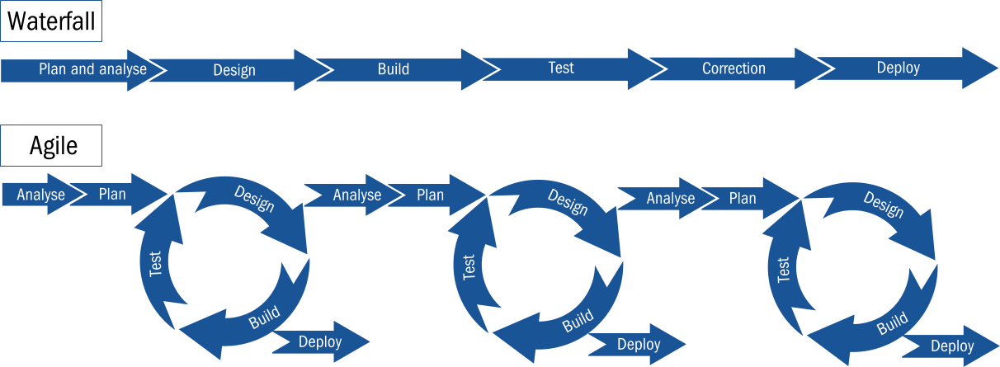 Waterfall
Plan and analyse
Design
Build
Test
Correction
Deploy
Agile
Analyse
Plan
Design
Build
Test
Deploy
Analyse
Plan
Design
Build
Test
Deploy
Analyse
Plan
Design
Build
Test
Deploy